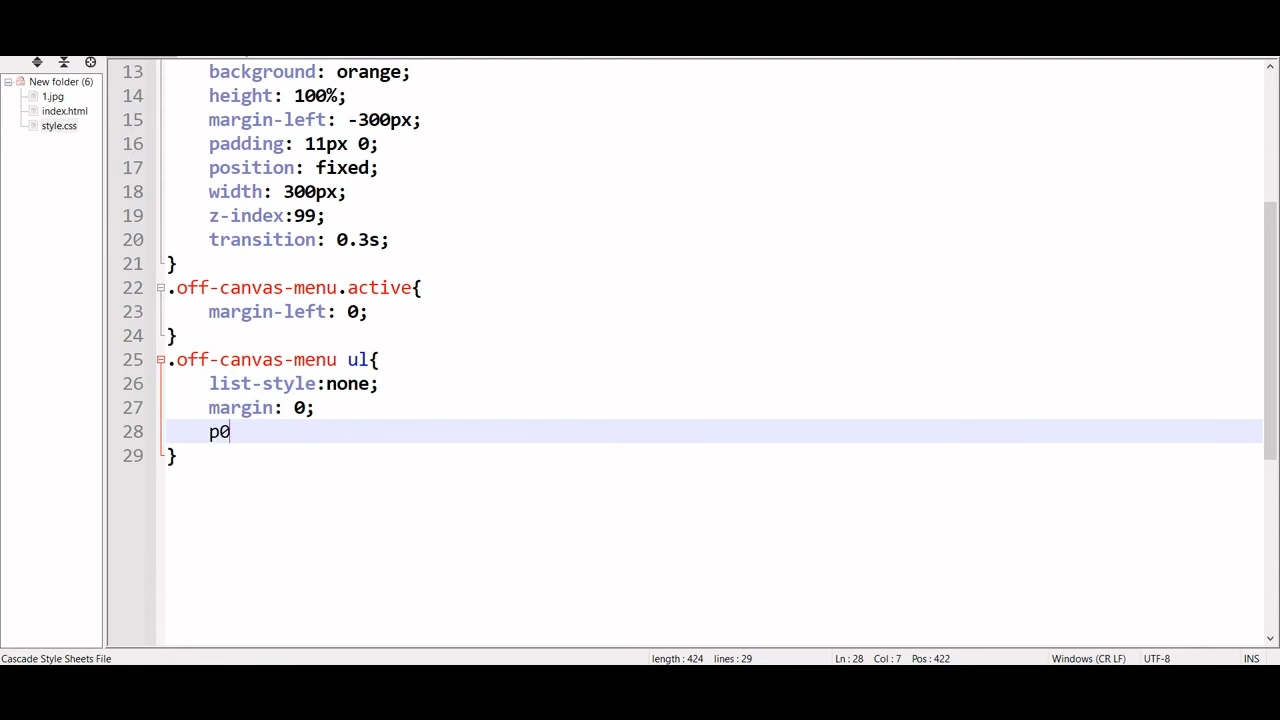 New folder (6)
1.jpg
index.html
style.css
13 background: orange;
14 height: 100%;
15 margin-left: -300px;
16 padding: 11px 0;
17 position: fixed;
18 width: 300px;
19 z-index:99;
20 transition: 0.3s;
21 }
22 .off-canvas-menu.active{
23 margin-left: 0;
24 }
25 .off-canvas-menu ul{
26 list-style:none;
27 margin: 0;
28 p0
29 }
Cascade Style Sheets File length : 424 lines : 29 Ln : 28 Col : 7 Pos : 422 Windows (CR LF) UTF-8 INS